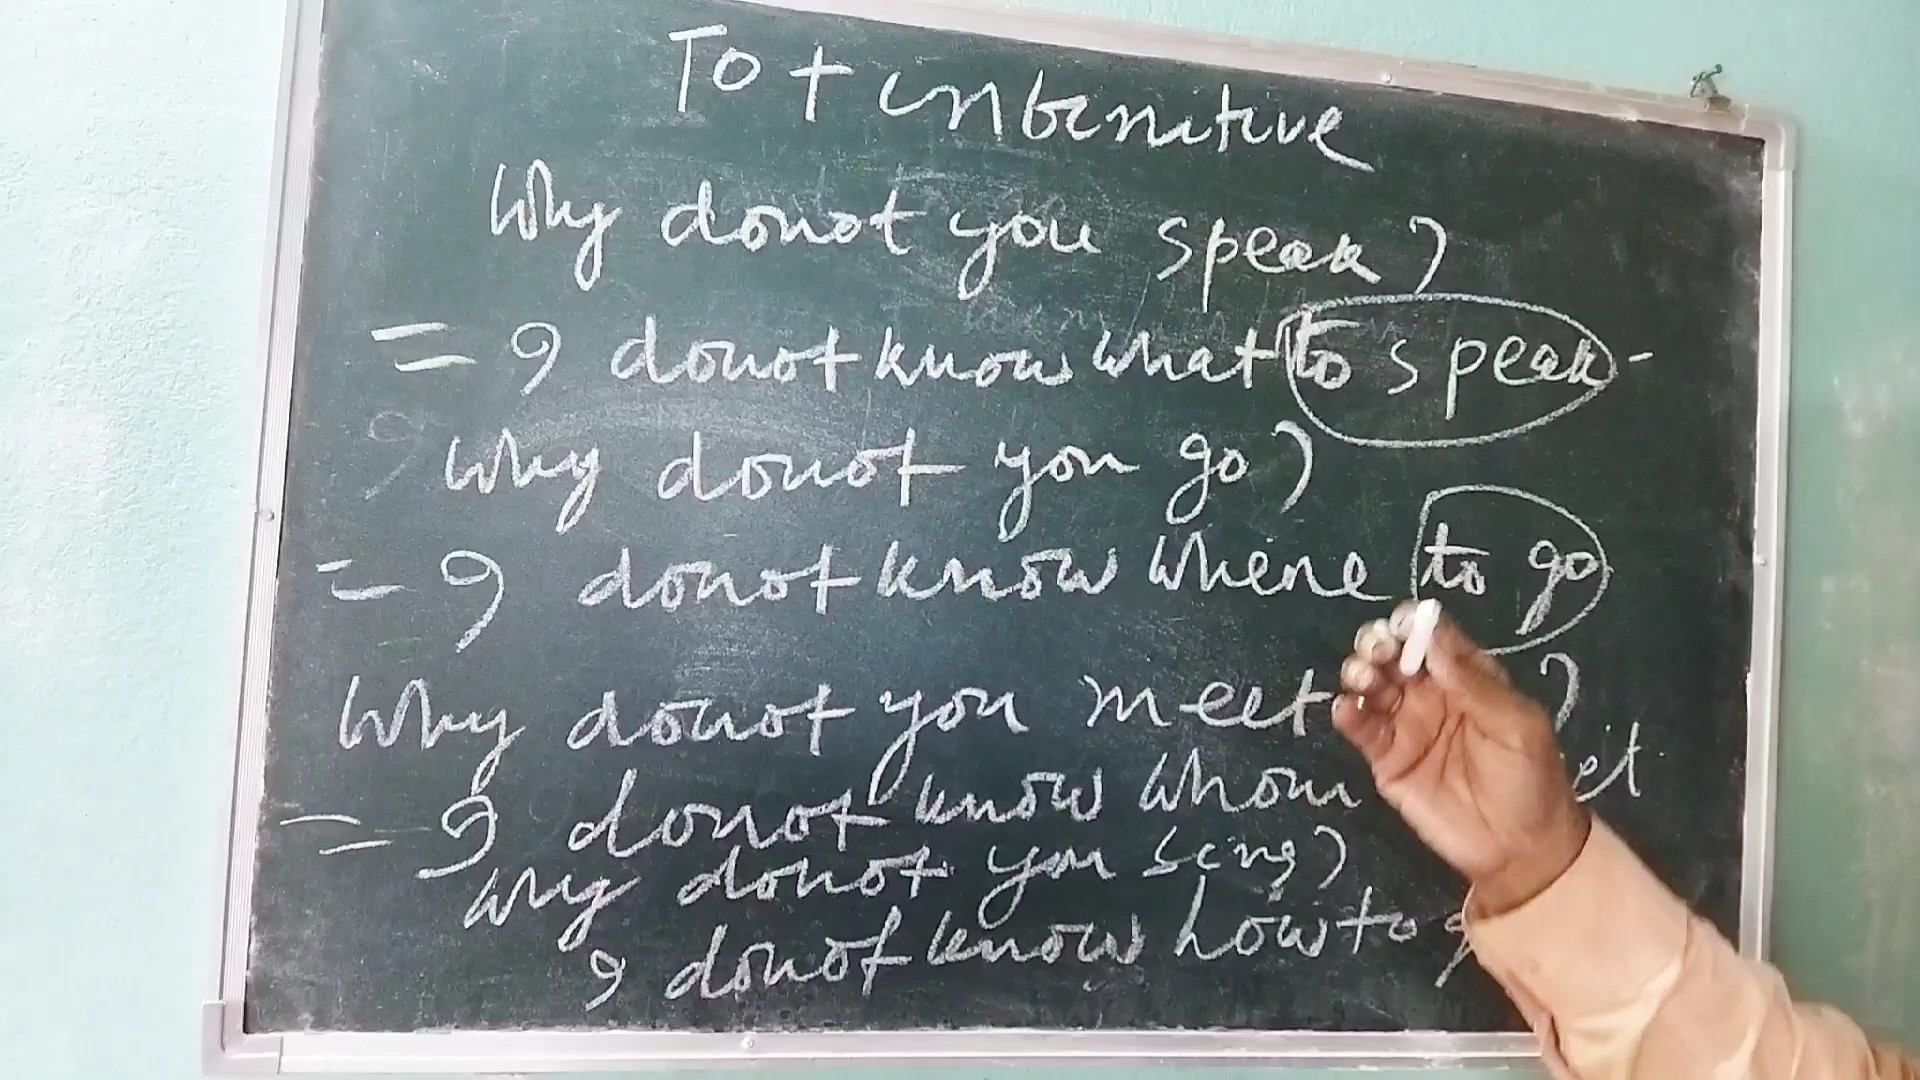 To + infinitive
Why donot you speak?
= I donot know what to speak-
Why donot you go?
= I donot know where to go
Why donot you meet ?
= I donot know whom
Why donot you sing?
I donot know how to